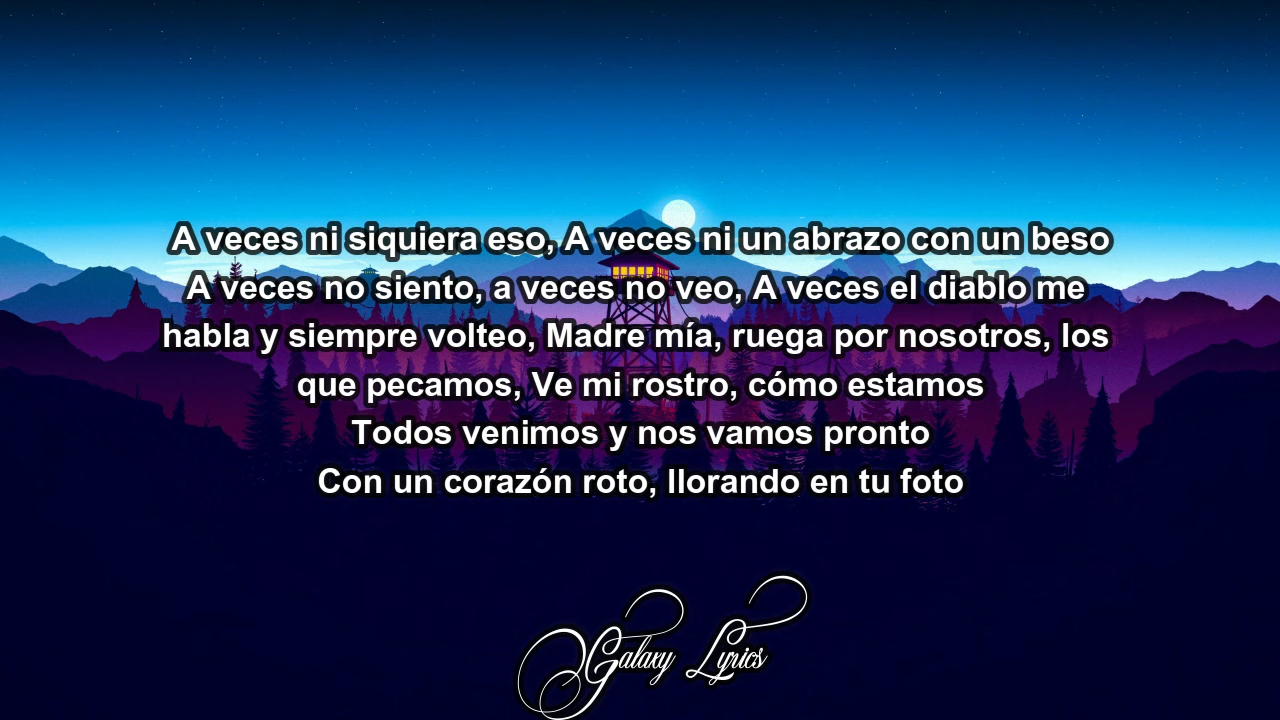 A veces ni siquiera eso, A veces ni un abrazo con un beso
A veces no siento, a veces no veo, A veces el diablo me
habla y siempre volteo, Madre mía, ruega por nosotros, los
que pecamos, Ve mi rostro, cómo estamos
Todos venimos y nos vamos pronto
Con un corazón roto, llorando en tu foto
Galaxy Lyrics